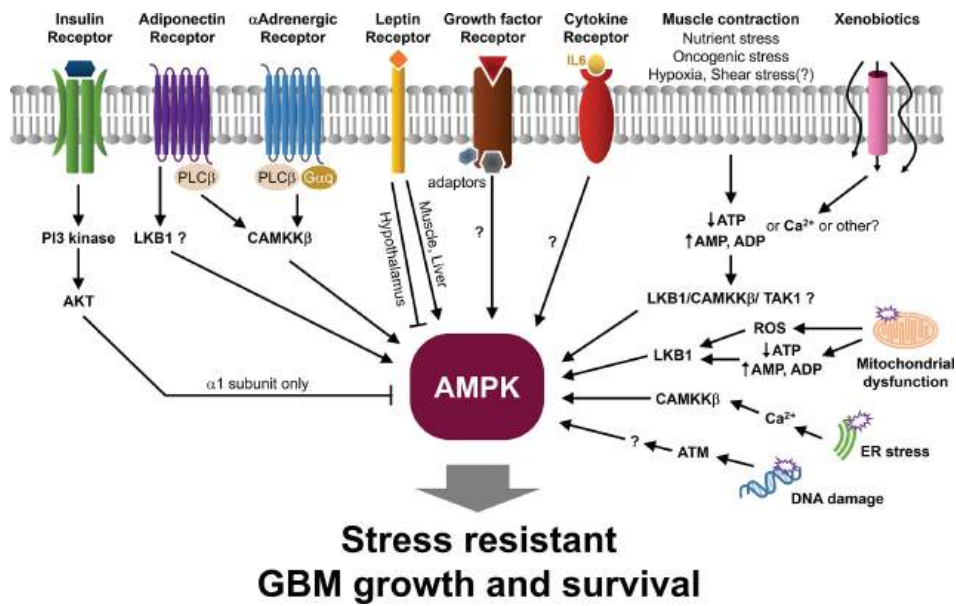 Insulin
Receptor
Adiponectin
Receptor
αAdrenergic
Receptor
Leptin
Receptor
Growth factor
Receptor
Cytokine
Receptor
Muscle contraction
Nutrient stress
Oncogenic stress
Hypoxia, Shear stress(?)
Xenobiotics
IL6
PLCβ
PLCβ
Gαq
adaptors
PI3 kinase
LKB1 ?
CAMKKβ
Hypothalamus
Muscle, Liver
?
?
↓ATP
↑AMP, ADP
or Ca²⁺ or other?
AKT
LKB1/CAMKKβ/ TAK1 ?
ROS
LKB1
↓ATP
↑AMP, ADP
Mitochondrial
dysfunction
α1 subunit only
AMPK
CAMKKβ
Ca²⁺
ER stress
?
ATM
DNA damage
Stress resistant
GBM growth and survival